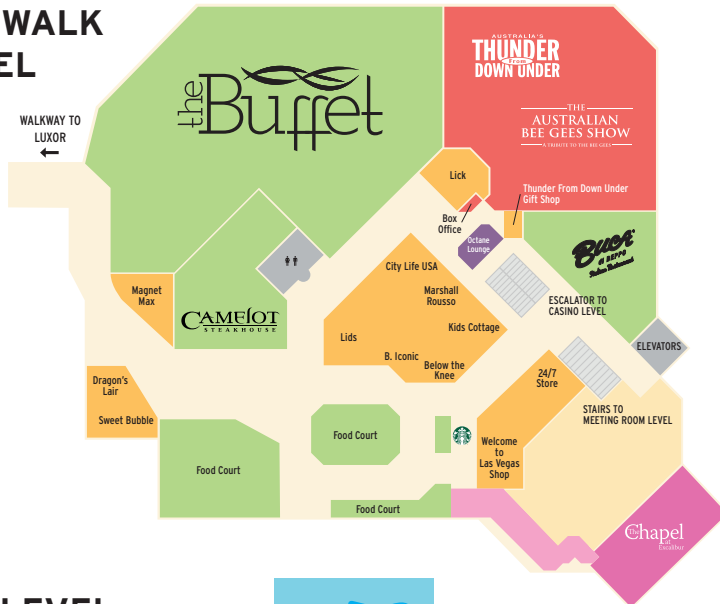 WALK
EL
WALKWAY TO
LUXOR
the Buffet
AUSTRALIA'S
THUNDER
From
DOWN UNDER
THE
AUSTRALIAN
BEE GEES SHOW
A TRIBUTE TO THE BEE GEES
Lick
Thunder From Down Under
Gift Shop
Box
Office
Octane
Lounge
BUCA
di BEPPO
Italian Restaurant
City Life USA
Marshall
Rousso
Kids Cottage
Lids
B. Iconic
Below the
Knee
ESCALATOR TO
CASINO LEVEL
ELEVATORS
Magnet
Max
CAMELOT
STEAKHOUSE
24/7
Store
STAIRS TO
MEETING ROOM LEVEL
Dragon's
Lair
Sweet Bubble
Food Court
Food Court
Food Court
Welcome
to
Las Vegas
Shop
The
Chapel
at
Excalibur
LEVEL